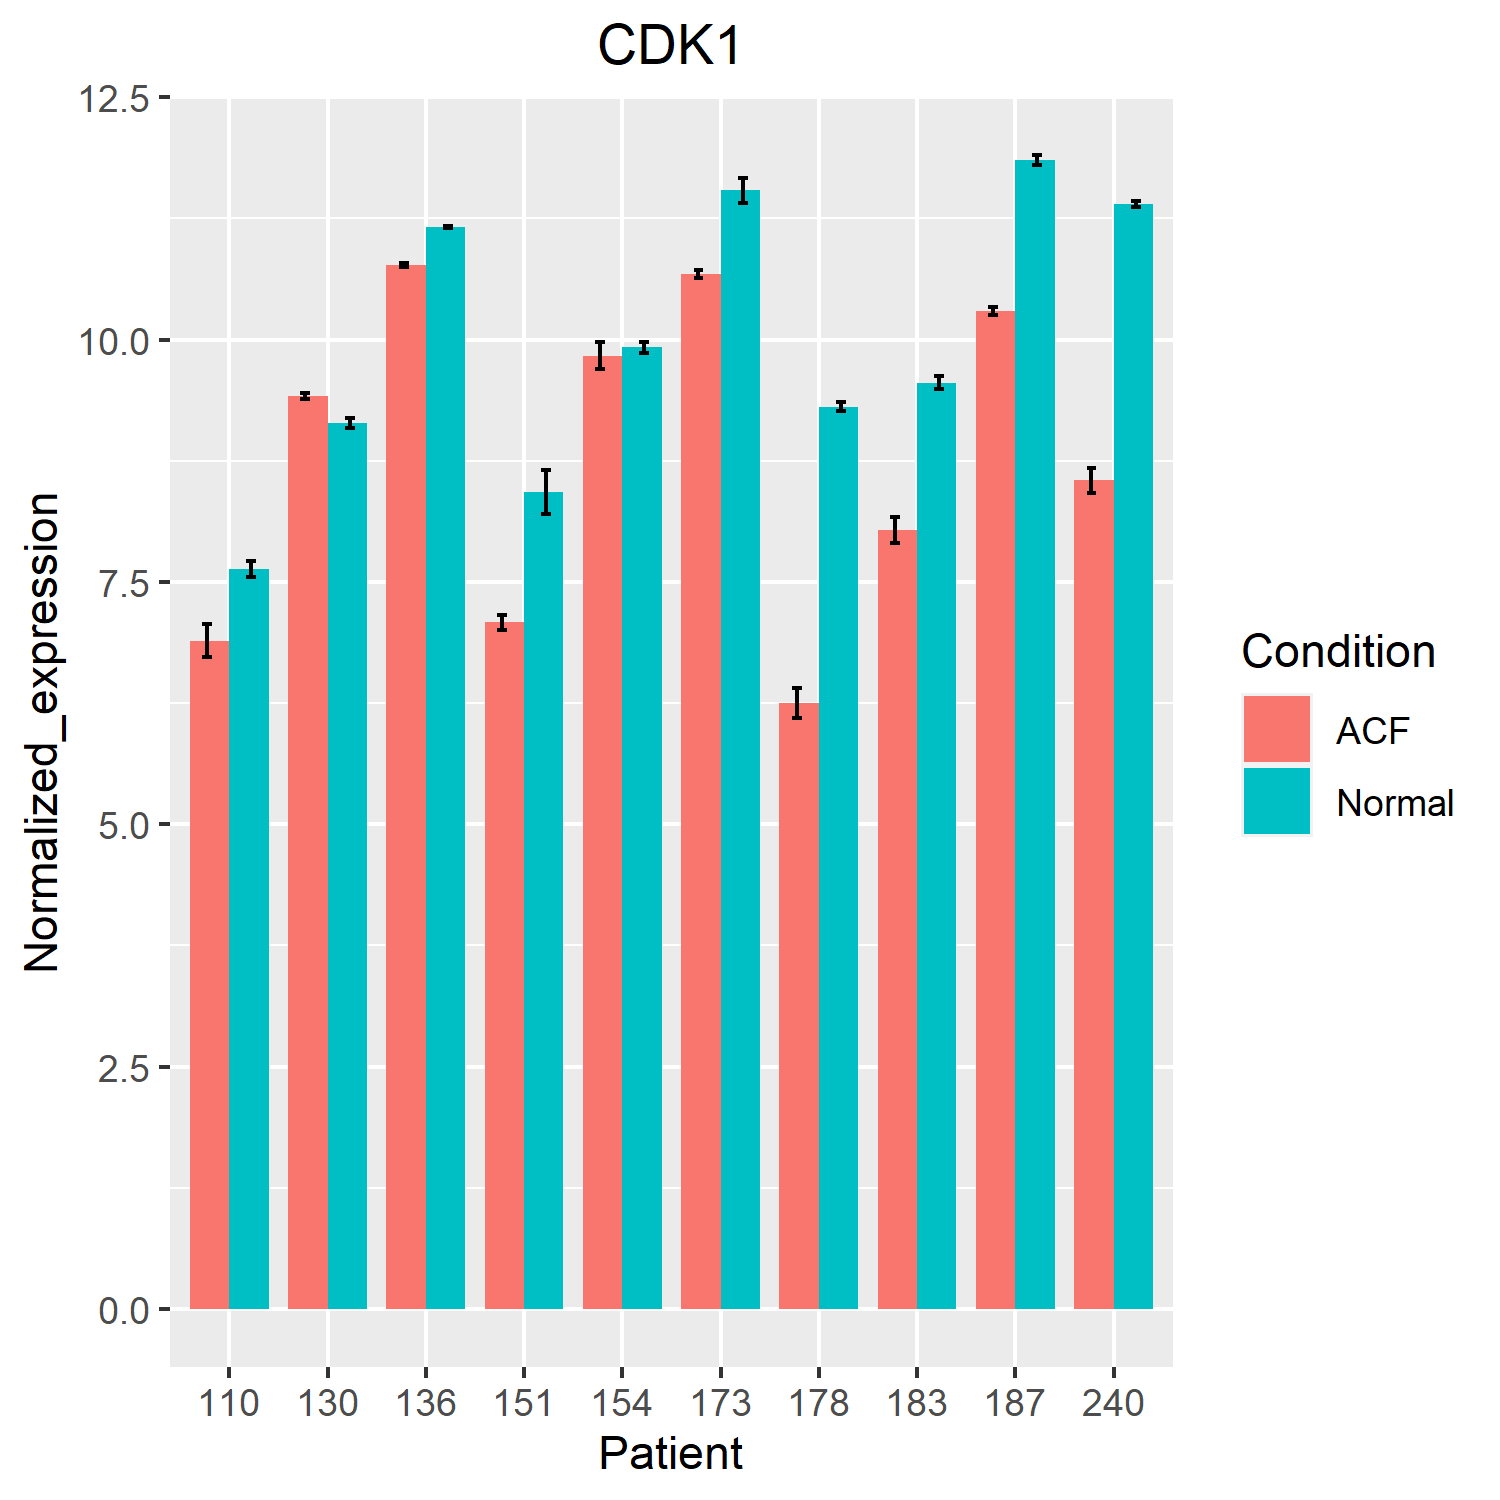 CDK1
12.5
10.0
7.5
5.0
2.5
0.0
Normalized_expression
110 130 136 151 154 173 178 183 187 240
Patient
Condition
ACF
Normal